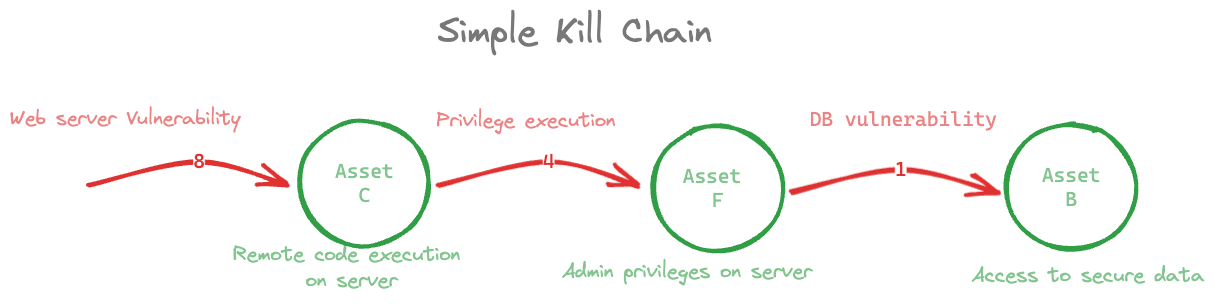 Simple Kill Chain
Web server Vulnerability
Privilege execution
DB vulnerability
8
4
1
Asset
C
Asset
F
Asset
B
Remote code execution
on server
Admin privileges on server
Access to secure data